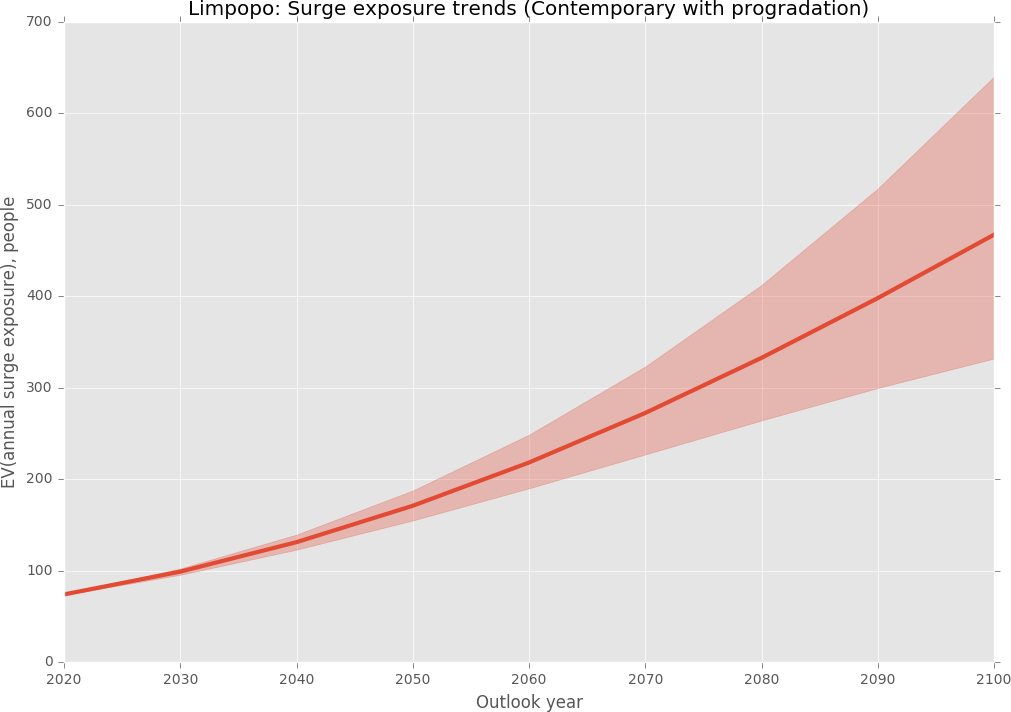 Limpopo: Surge exposure trends (Contemporary with progradation)
700
600
500
400
300
200
100
0
EV(annual surge exposure), people
2020 2030 2040 2050 2060 2070 2080 2090 2100
Outlook year